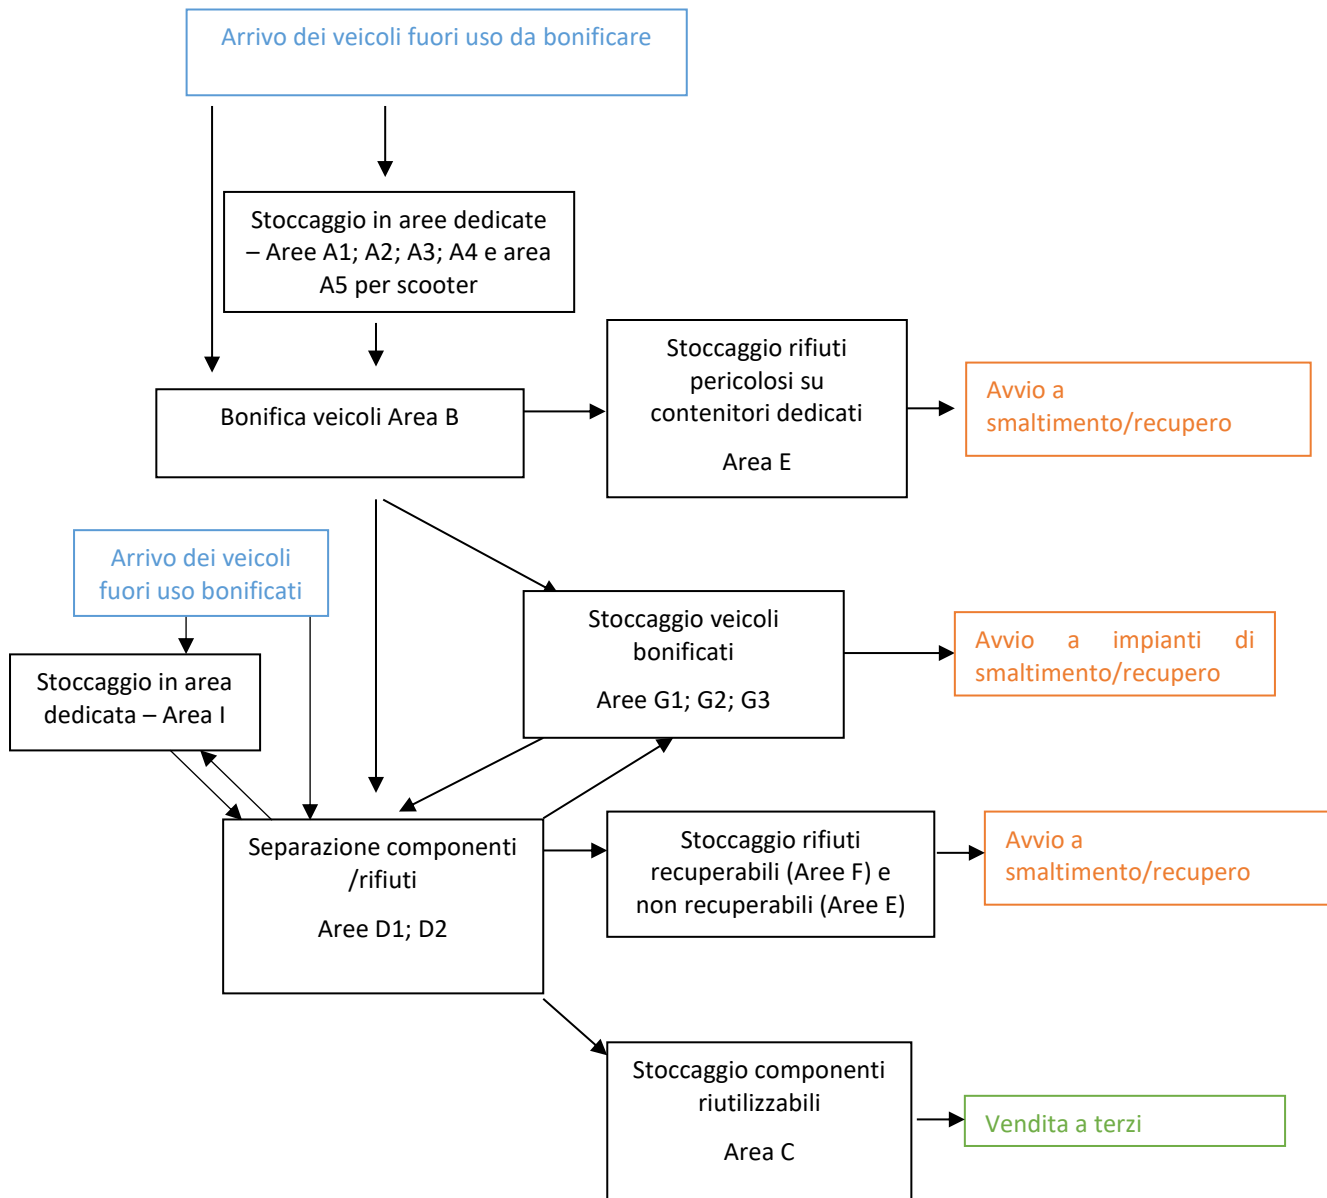 Arrivo dei veicoli fuori uso da bonificare
Stoccaggio in aree dedicate
– Aree A1; A2; A3; A4 e area
A5 per scooter
Bonifica veicoli Area B
Stoccaggio rifiuti
pericolosi su
contenitori dedicati
Area E
Avvio a
smaltimento/recupero
Arrivo dei veicoli
fuori uso bonificati
Stoccaggio in area
dedicata – Area I
Stoccaggio veicoli
bonificati
Aree G1; G2; G3
Avvio a impianti di
smaltimento/recupero
Separazione componenti
/rifiuti
Aree D1; D2
Stoccaggio rifiuti
recuperabili (Aree F) e
non recuperabili (Aree E)
Avvio a
smaltimento/recupero
Stoccaggio componenti
riutilizzabili
Area C
Vendita a terzi